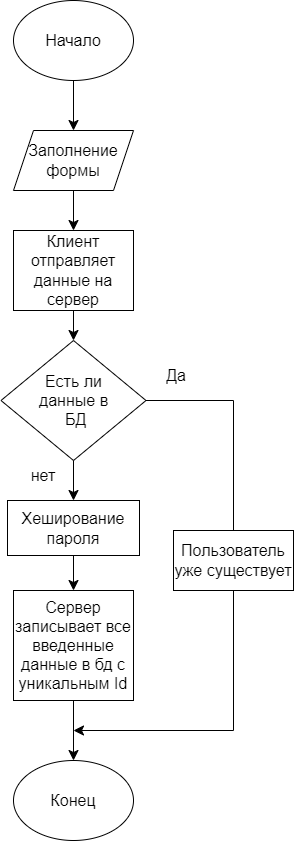 Начало
Заполнение
формы
Клиент
отправляет
данные на
сервер
Есть ли
данные в
БД
Да
нет
Хеширование
пароля
Пользователь
уже существует
Сервер
записывает все
введенные
данные в бд с
уникальным Id
Конец